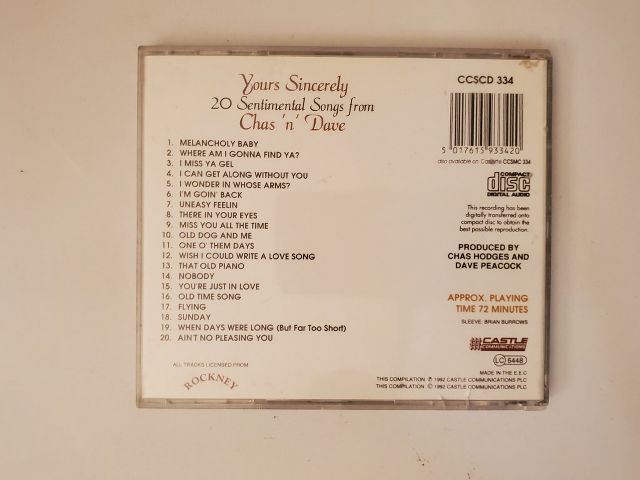 Yours Sincerely
20 Sentimental Songs from
Chas 'n' Dave
1. MELANCHOLY BABY
2. WHERE AM I GONNA FIND YA?
3. I MISS YA GEL
4. I CAN GET ALONG WITHOUT YOU
5. I WONDER IN WHOSE ARMS?
6. I'M GOIN' BACK
7. UNEASY FEELIN
8. THERE IN YOUR EYES
9. MISS YOU ALL THE TIME
10. OLD DOG AND ME
11. ONE O' THEM DAYS
12. WISH I COULD WRITE A LOVE SONG
13. THAT OLD PIANO
14. NOBODY
15. YOU'RE JUST IN LOVE
16. OLD TIME SONG
17. FLYING
18. SUNDAY
19. WHEN DAYS WERE LONG (But Far Too Short)
20. AIN'T NO PLEASING YOU
ALL TRACKS LICENSED FROM
ROCKNEY
CCSCD 334
5 017615 933420
also available on Cassette CCSMC 334
COMPACT
disc
DIGITAL AUDIO
This recording has been
digitally transferred onto
compact disc to obtain the
best possible reproduction.
PRODUCED BY
CHAS HODGES AND
DAVE PEACOCK
APPROX. PLAYING
TIME 72 MINUTES
SLEEVE: BRIAN BURROWS
CASTLE
COMMUNICATIONS
LC 6448
MADE IN THE E.E.C
THIS COMPILATION ℗ 1992 CASTLE COMMUNICATIONS PLC
THIS COMPILATION © 1992 CASTLE COMMUNICATIONS PLC